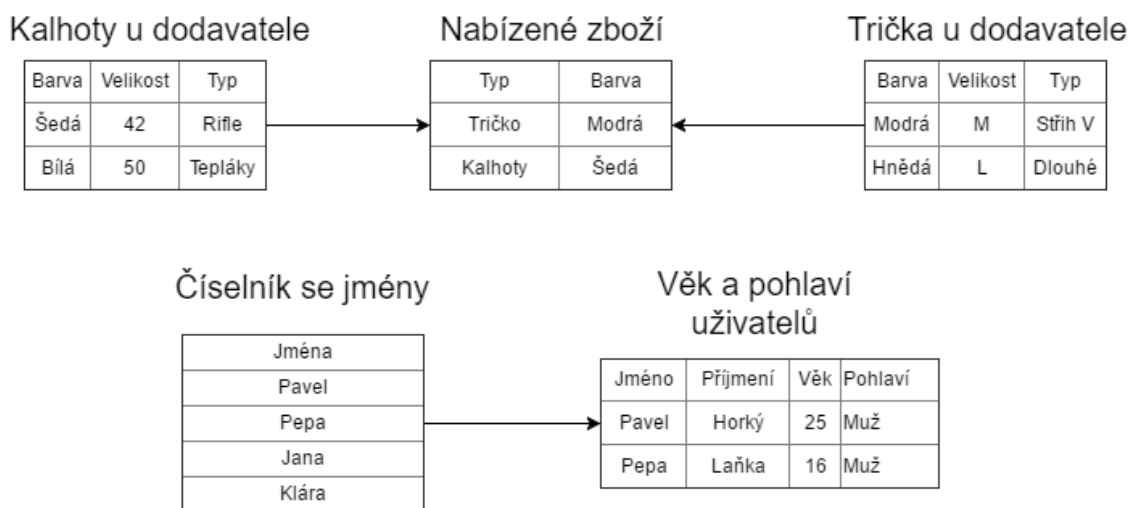 Kalhoty u dodavatele
Barva Velikost Typ
Šedá 42 Rifle
Bílá 50 Tepláky
Nabízené zboží
Typ Barva
Tričko Modrá
Kalhoty Šedá
Trička u dodavatele
Barva Velikost Typ
Modrá M Střih V
Hnědá L Dlouhé
Číselník se jmény
Jména
Pavel
Pepa
Jana
Klára
Věk a pohlaví
uživatelů
Jméno Příjmení Věk Pohlaví
Pavel Horký 25 Muž
Pepa Laňka 16 Muž